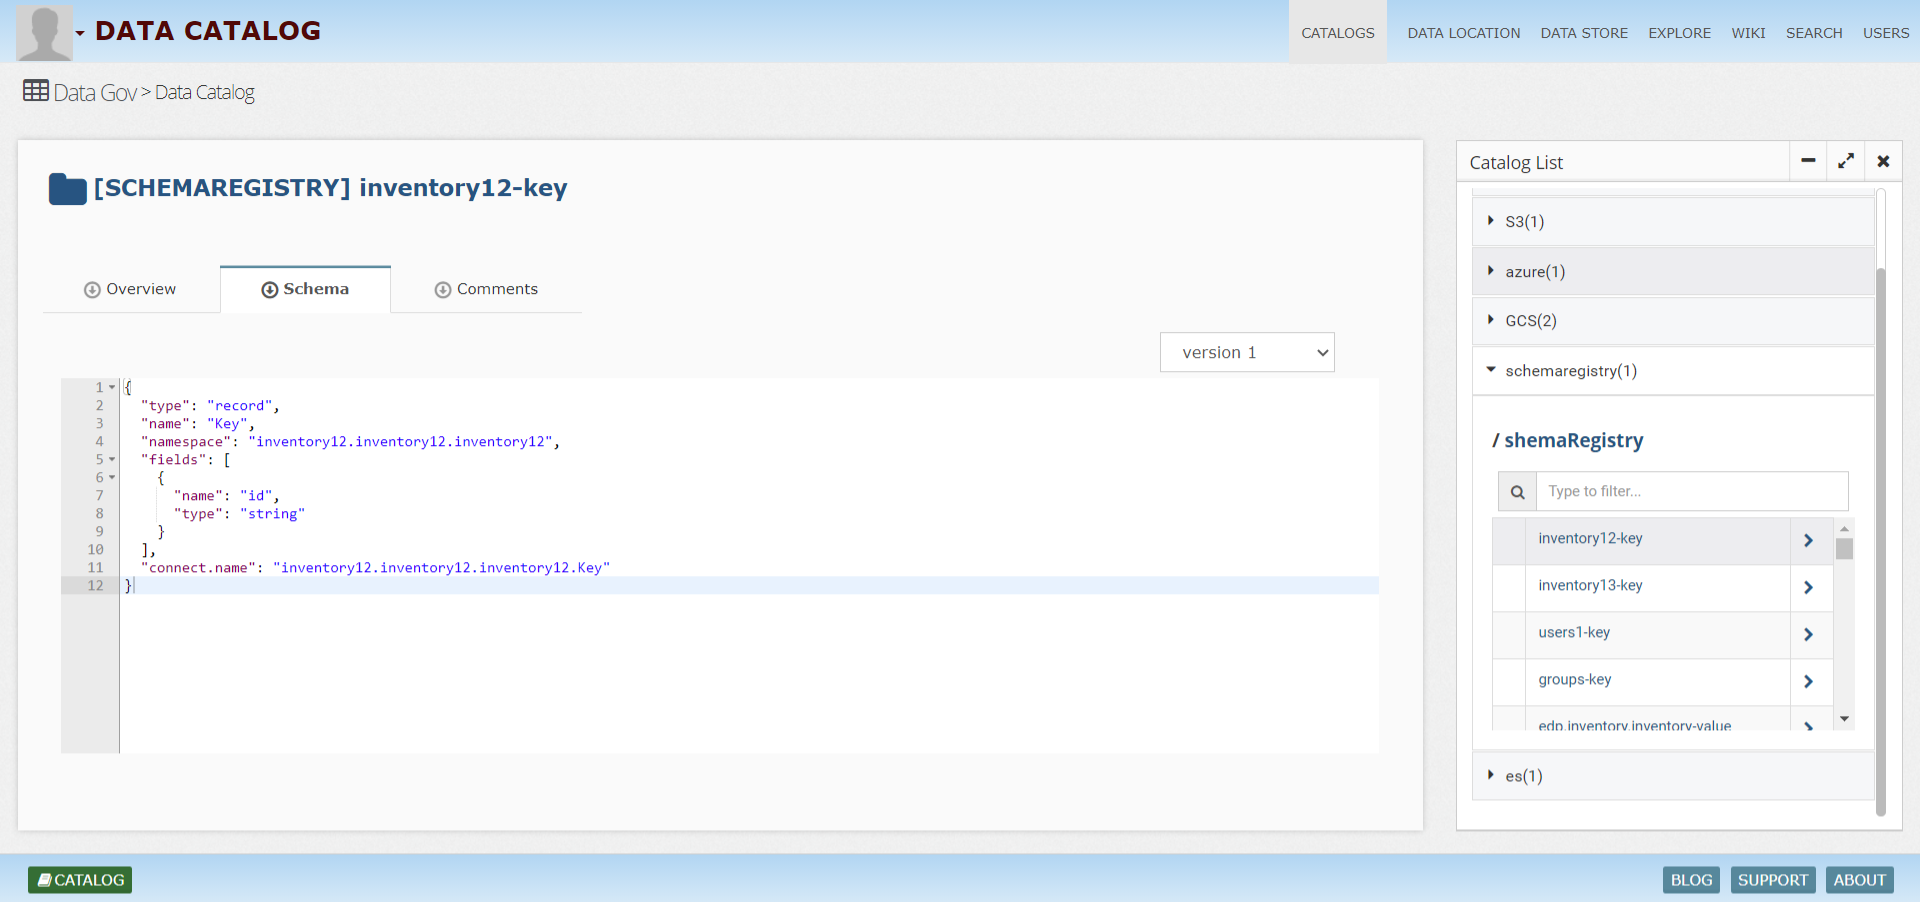 DATA CATALOG
CATALOGS DATA LOCATION DATA STORE EXPLORE WIKI SEARCH USERS
Data Gov > Data Catalog
[SCHEMAREGISTRY] inventory12-key
Overview Schema Comments
version 1
1 {
2 "type": "record",
3 "name": "Key",
4 "namespace": "inventory12.inventory12.inventory12",
5 "fields": [
6 {
7 "name": "id",
8 "type": "string"
9 }
10 ],
11 "connect.name": "inventory12.inventory12.inventory12.Key"
12 }
Catalog List
S3(1)
azure(1)
GCS(2)
schemaregistry(1)
/ shemaRegistry
Type to filter...
inventory12-key
inventory13-key
users1-key
groups-key
edp.inventory.inventory-value
es(1)
CATALOG
BLOG SUPPORT ABOUT